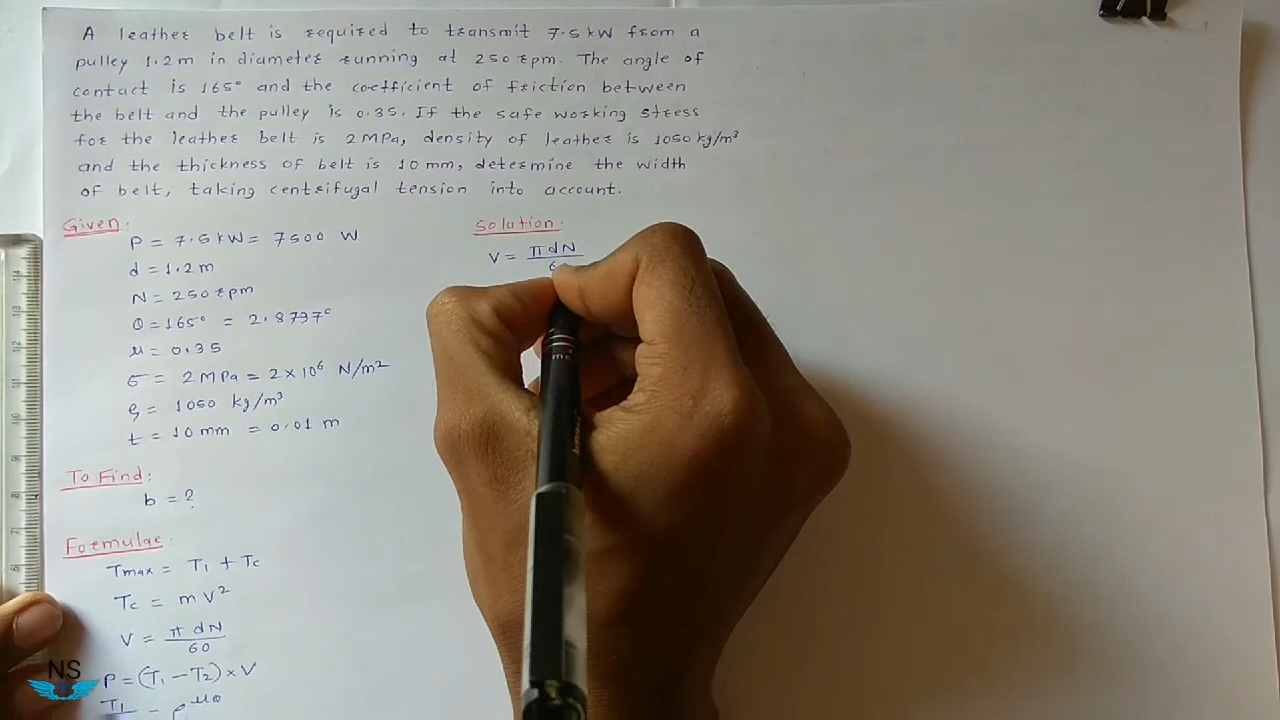 A leather belt is required to transmit 7.5 kW from a
pulley 1.2 m in diameter running at 250 rpm. The angle of
contact is 165° and the coefficient of friction between
the belt and the pulley is 0.35. If the safe working stress
for the leather belt is 2 MPa, density of leather is 1050 kg/m³
and the thickness of belt is 10 mm, determine the width
of belt, taking centrifugal tension into account.
Given:
P = 7.5 kW = 7500 W
d = 1.2 m
N = 250 rpm
θ = 165° = 2.8797ᶜ
μ = 0.35
σ = 2 MPa = 2 × 10⁶ N/m²
ρ = 1050 kg/m³
t = 10 mm = 0.01 m
To Find:
b = ?
Formulae:
Tmax = T₁ + Tc
Tc = m V²
V = π d N / 60
P = (T₁ - T₂) × V
T₁ = e^μθ
Solution:
V = π d N / 6
NS